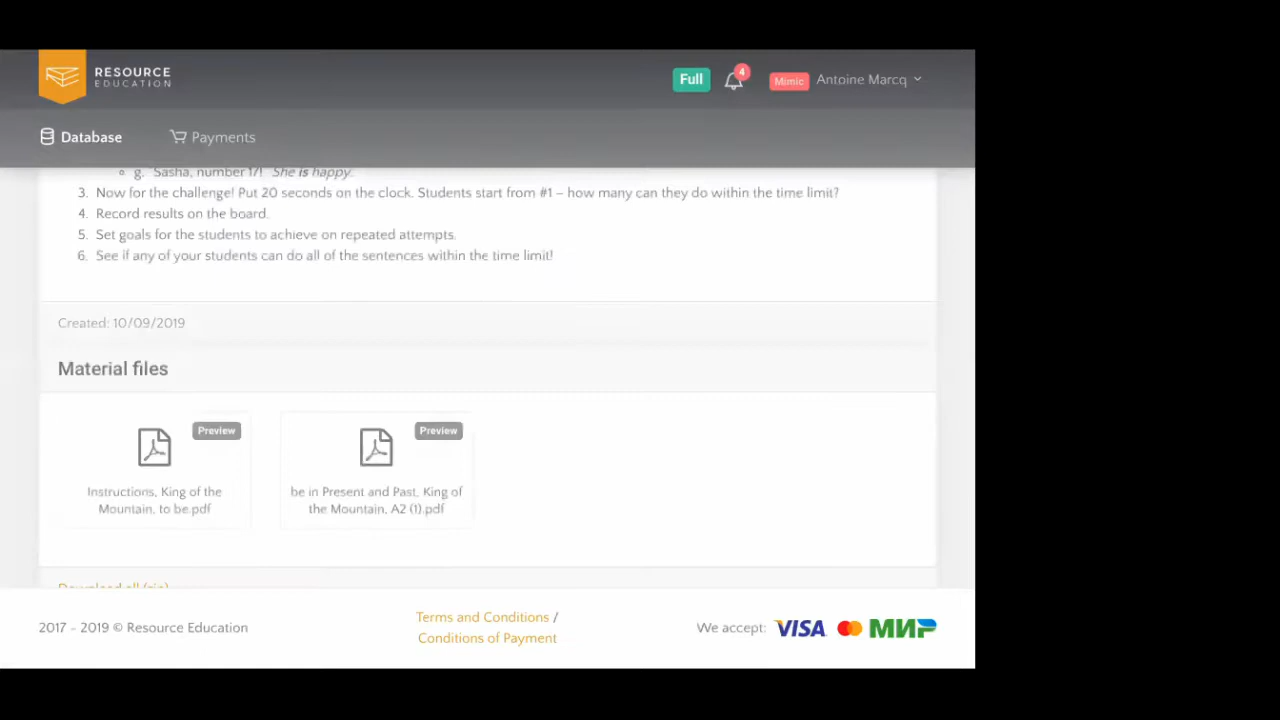 RESOURCE
EDUCATION
Full
4
Mimic
Antoine Marcq
Database
Payments
g. "Sasha, number 17!" She is happy.
3. Now for the challenge! Put 20 seconds on the clock. Students start from #1 – how many can they do within the time limit?
4. Record results on the board.
5. Set goals for the students to achieve on repeated attempts.
6. See if any of your students can do all of the sentences within the time limit!
Created: 10/09/2019
Material files
Preview
Instructions, King of the
Mountain, to be.pdf
Preview
be in Present and Past, King of
the Mountain, A2 (1).pdf
Download all (zip)
2017 - 2019 © Resource Education
Terms and Conditions /
Conditions of Payment
We accept: VISA МИР